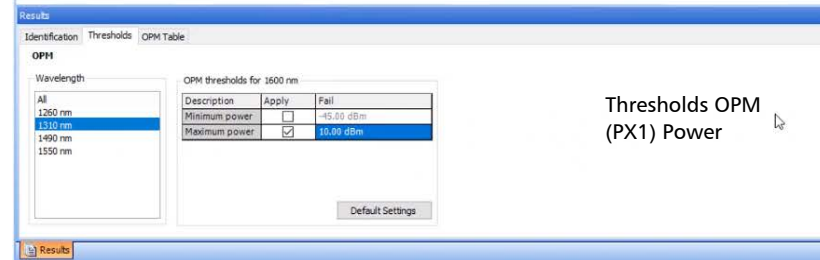 Results
Identification Thresholds OPM Table
OPM
Wavelength
All
1260 nm
1310 nm
1490 nm
1550 nm
OPM thresholds for 1600 nm
Description Apply Fail
Minimum power -45.00 dBm
Maximum power 10.00 dBm
Default Settings
Thresholds OPM
(PX1) Power
Results